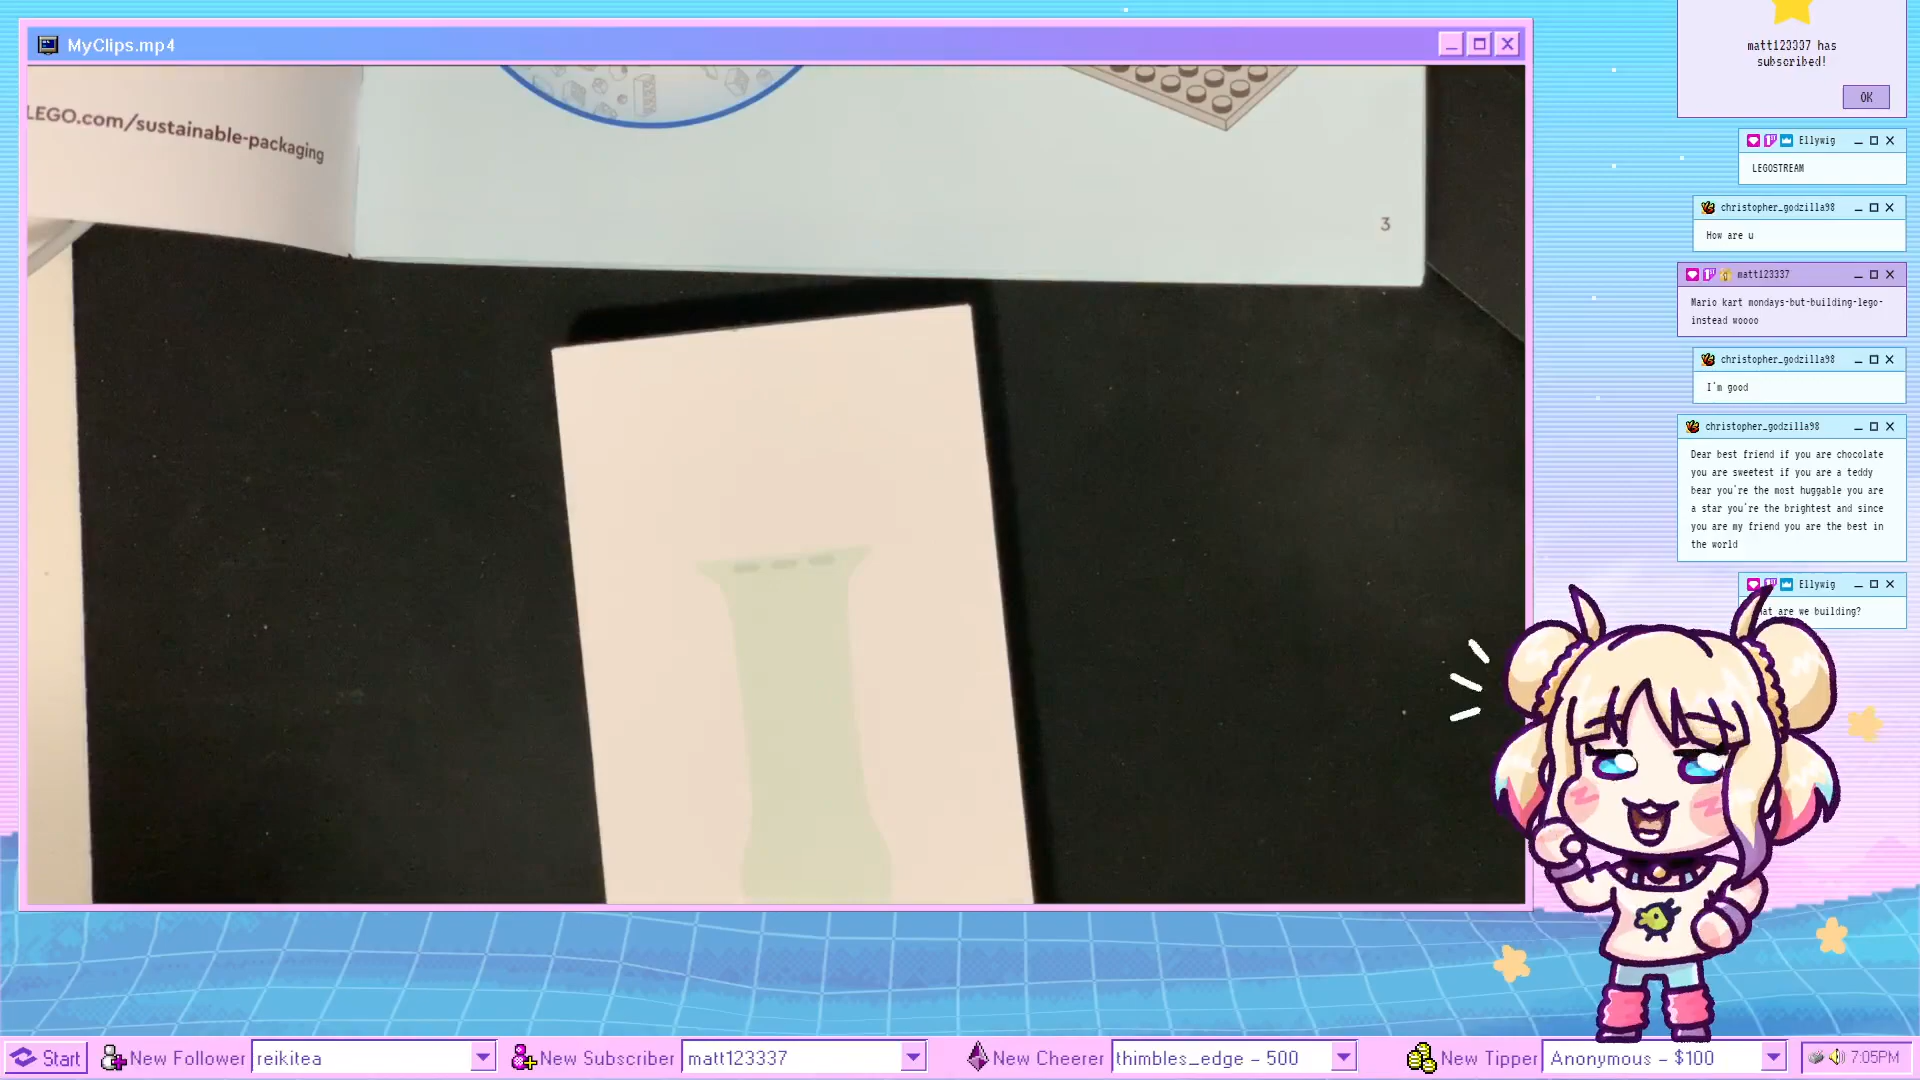 MyClips.mp4
LEGO.com/sustainable-packaging
3
matt123337 has
subscribed!
OK
Ellywig
LEGOSTREAM
christopher_godzilla98
How are u
matt123337
Mario kart mondays-but-building-lego-
instead woooo
christopher_godzilla98
I'm good
christopher_godzilla98
Dear best friend if you are chocolate
you are sweetest if you are a teddy
bear you're the most huggable you are
a star you're the brightest and since
you are my friend you are the best in
the world
Ellywig
are we building?
Start
New Follower
reikitea
New Subscriber
matt123337
New Cheerer
thimbles_edge - 500
New Tipper
Anonymous - $100
7:05PM